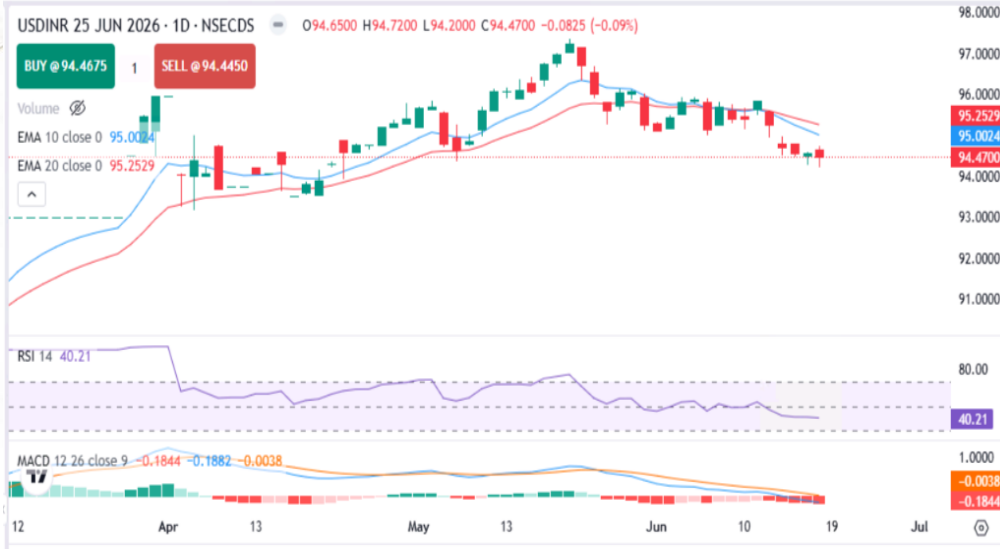 USDINR 25 JUN 2026 · 1D · NSECDS O94.6500 H94.7200 L94.2000 C94.4700 −0.0825 (−0.09%)
BUY @ 94.4675 1 SELL @ 94.4450
Volume
EMA 10 close 0 95.0024
EMA 20 close 0 95.2529
98.0000
97.0000
96.0000
95.2529
95.0024
94.4700
94.0000
93.0000
92.0000
91.0000
RSI 14 40.21
80.00
40.21
MACD 12 26 close 9 −0.1844 −0.1882 −0.0038
1.0000
−0.0038
−0.1844
12 Apr 13 May 13 Jun 10 19 Jul